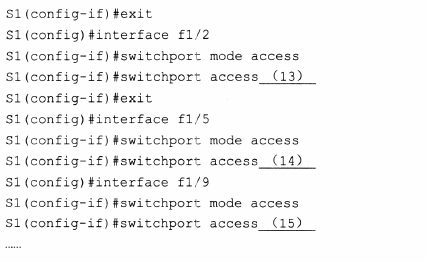 S1(config-if)#exit
S1(config)#interface f1/2
S1(config-if)#switchport mode access
S1(config-if)#switchport access (13)
S1(config-if)#exit
S1(config)#interface f1/5
S1(config-if)#switchport mode access
S1(config-if)#switchport access (14)
S1(config)#interface f1/9
S1(config-if)#switchport mode access
S1(config-if)#switchport access (15)
……